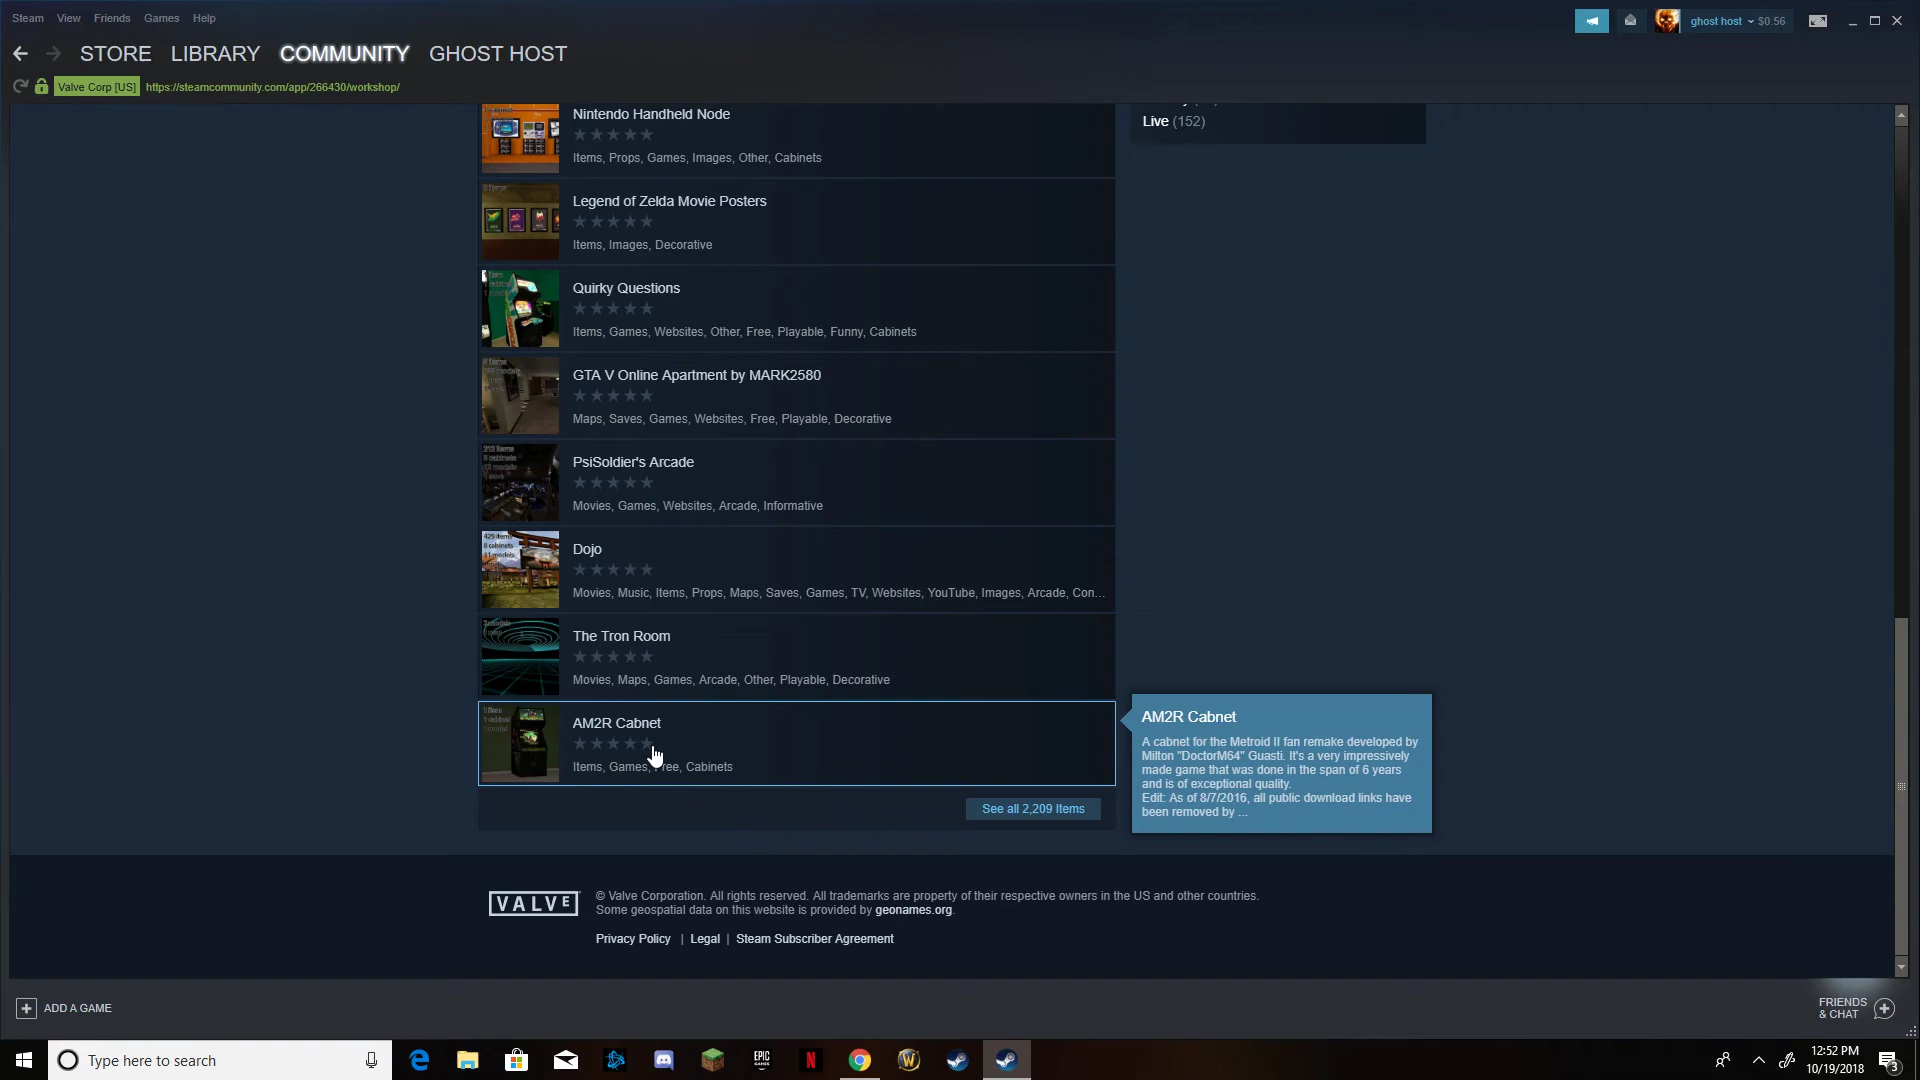 Steam View Friends Games Help
ghost host $0.56
STORE LIBRARY COMMUNITY GHOST HOST
Valve Corp [US] https://steamcommunity.com/app/266430/workshop/
Nintendo Handheld Node
Items, Props, Games, Images, Other, Cabinets
Live (152)
Legend of Zelda Movie Posters
Items, Images, Decorative
Quirky Questions
Items, Games, Websites, Other, Free, Playable, Funny, Cabinets
GTA V Online Apartment by MARK2580
Maps, Saves, Games, Websites, Free, Playable, Decorative
PsiSoldier's Arcade
Movies, Games, Websites, Arcade, Informative
429 items
8 cabinets
Dojo
Movies, Music, Items, Props, Maps, Saves, Games, TV, Websites, YouTube, Images, Arcade, Con...
The Tron Room
Movies, Maps, Games, Arcade, Other, Playable, Decorative
AM2R Cabnet
Items, Games, Free, Cabinets
See all 2,209 Items
AM2R Cabnet
A cabnet for the Metroid II fan remake developed by
Milton "DoctorM64" Guasti. It's a very impressively
made game that was done in the span of 6 years
and is of exceptional quality.
Edit: As of 8/7/2016, all public download links have
been removed by ...
VALVE
© Valve Corporation. All rights reserved. All trademarks are property of their respective owners in the US and other countries.
Some geospatial data on this website is provided by geonames.org.
Privacy Policy | Legal | Steam Subscriber Agreement
ADD A GAME
FRIENDS
& CHAT
Type here to search
EPIC
GAMES
N
W
12:52 PM
10/19/2018
3